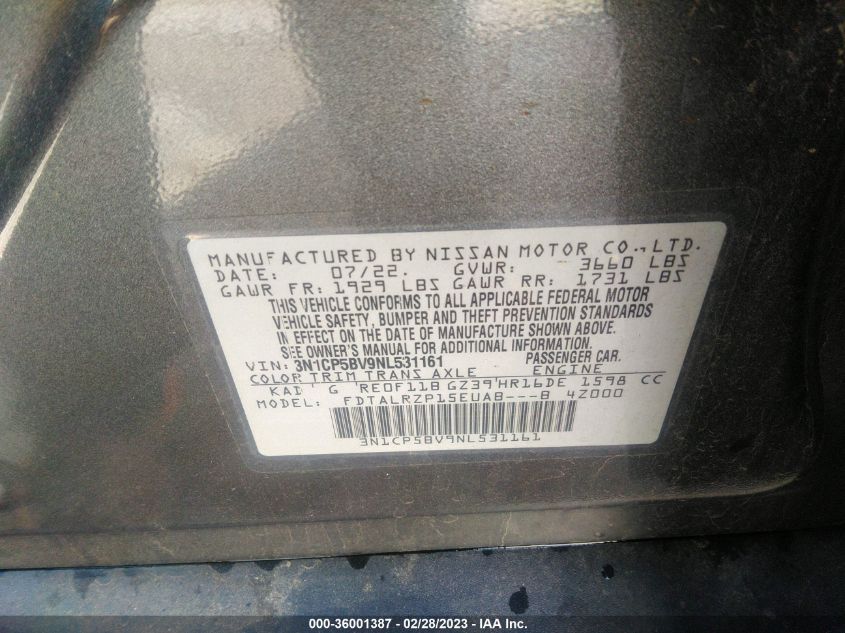 MANUFACTURED BY NISSAN MOTOR CO., LTD.
DATE: 07/22. GVWR: 3660 LBS
GAWR FR: 1929 LBS GAWR RR: 1731 LBS
THIS VEHICLE CONFORMS TO ALL APPLICABLE FEDERAL MOTOR
VEHICLE SAFETY, BUMPER AND THEFT PREVENTION STANDARDS
IN EFFECT ON THE DATE OF MANUFACTURE SHOWN ABOVE.
SEE OWNER'S MANUAL FOR ADDITIONAL INFORMATION.
VIN: 3N1CP5BV9NL531161 PASSENGER CAR.
COLOR TRIM TRANS AXLE ENGINE
KAD G RE0F11B GZ39 HR16DE 1598 CC
MODEL: FDTALRZP15EUAB---B 4Z000
3N1CP5BV9NL531161
000-36001387 - 02/28/2023 - IAA Inc.